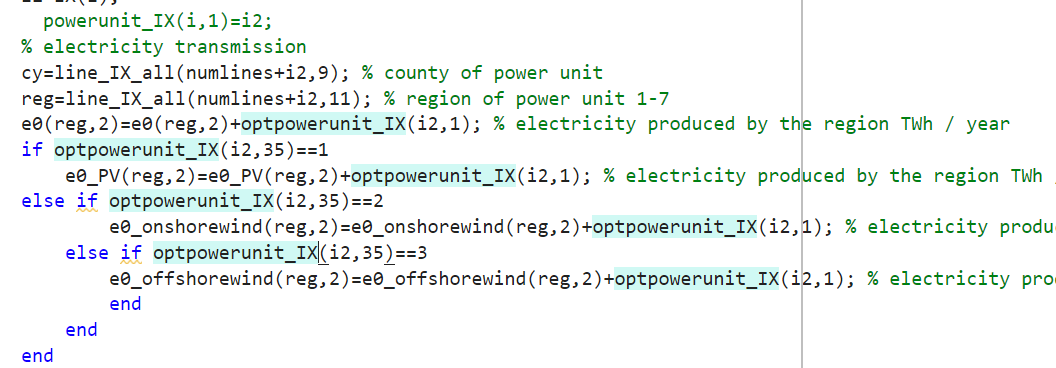 powerunit_IX(i,1)=i2;
% electricity transmission
cy=line_IX_all(numlines+i2,9); % county of power unit
reg=line_IX_all(numlines+i2,11); % region of power unit 1-7
e0(reg,2)=e0(reg,2)+optpowerunit_IX(i2,1); % electricity produced by the region TWh / year
if optpowerunit_IX(i2,35)==1
e0_PV(reg,2)=e0_PV(reg,2)+optpowerunit_IX(i2,1); % electricity produced by the region TWh
else if optpowerunit_IX(i2,35)==2
e0_onshorewind(reg,2)=e0_onshorewind(reg,2)+optpowerunit_IX(i2,1); % electricity produ
else if optpowerunit_IX(i2,35)==3
e0_offshorewind(reg,2)=e0_offshorewind(reg,2)+optpowerunit_IX(i2,1); % electricity pro
end
end
end